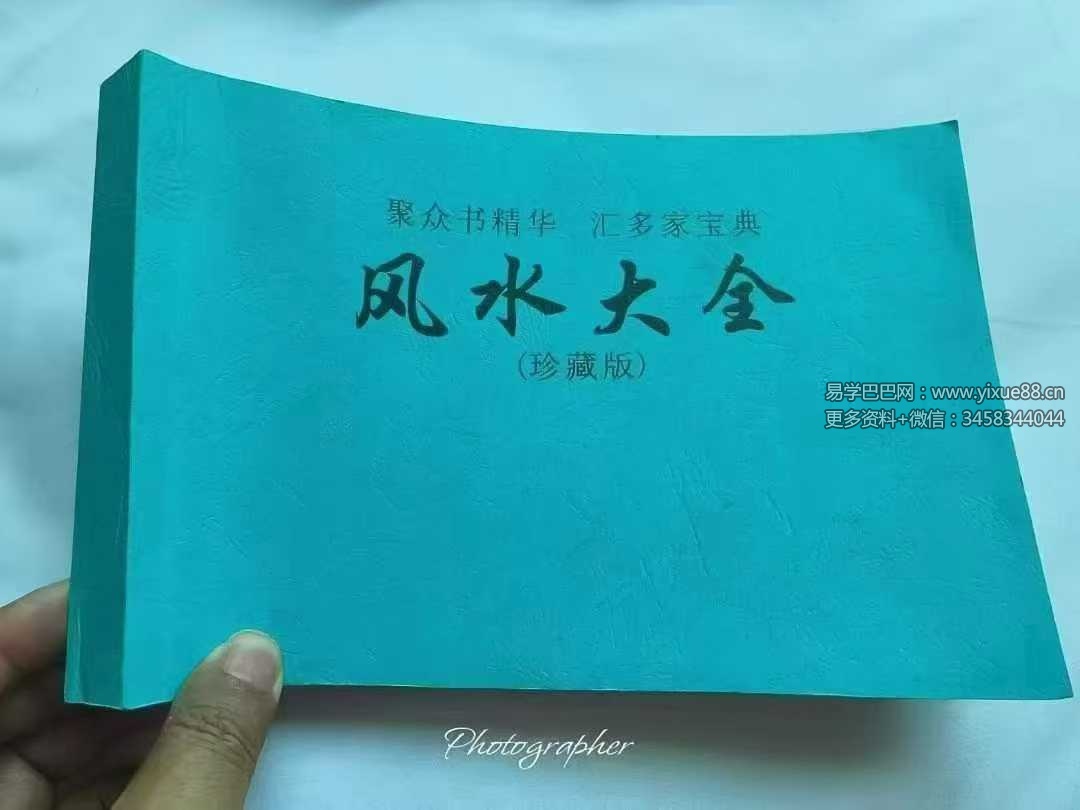 聚众书精华 汇多家宝典
风水大全
(珍藏版)
易学巴巴网：www.yixue88.cn
更多资料+微信：3458344044
Photographer